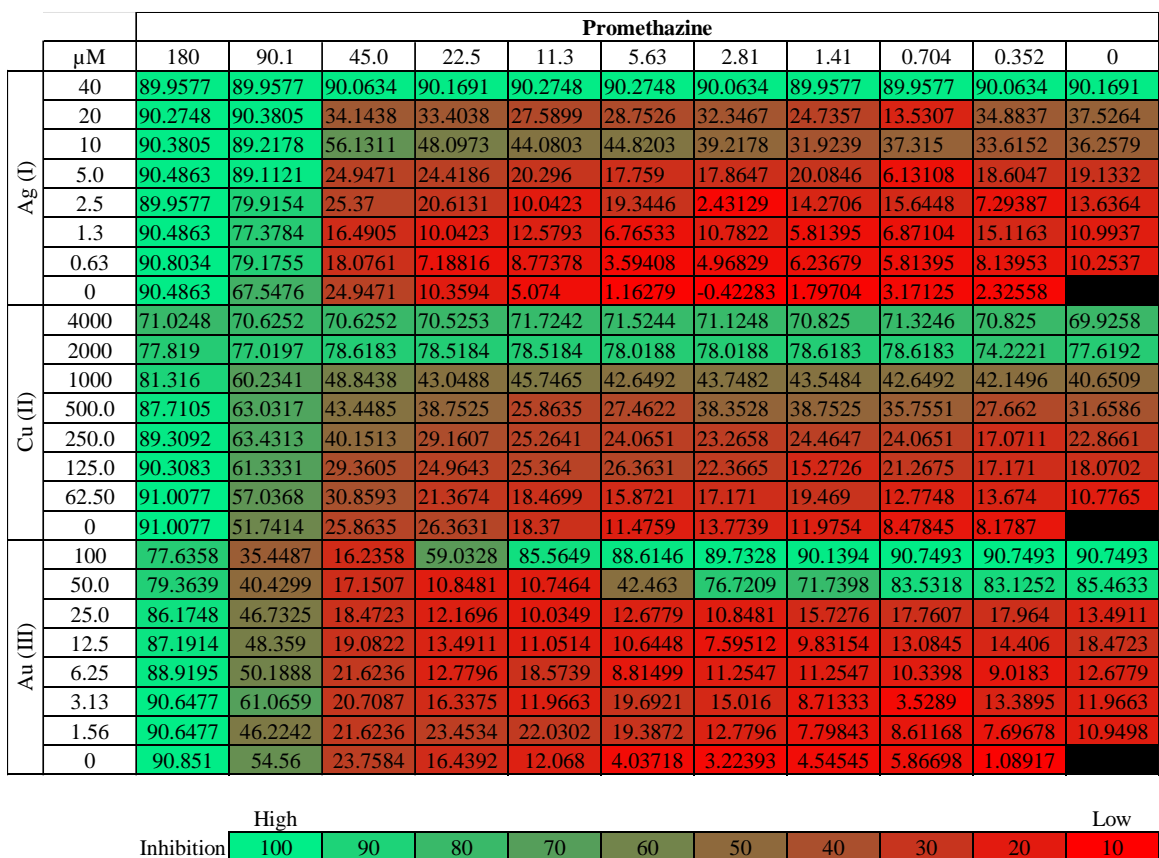 Promethazine
µM 180 90.1 45.0 22.5 11.3 5.63 2.81 1.41 0.704 0.352 0
Ag (I)
40 89.9577 89.9577 90.0634 90.1691 90.2748 90.2748 90.0634 89.9577 89.9577 90.0634 90.1691
20 90.2748 90.3805 34.1438 33.4038 27.5899 28.7526 32.3467 24.7357 13.5307 34.8837 37.5264
10 90.3805 89.2178 56.1311 48.0973 44.0803 44.8203 39.2178 31.9239 37.315 33.6152 36.2579
5.0 90.4863 89.1121 24.9471 24.4186 20.296 17.759 17.8647 20.0846 6.13108 18.6047 19.1332
2.5 89.9577 79.9154 25.37 20.6131 10.0423 19.3446 2.43129 14.2706 15.6448 7.29387 13.6364
1.3 90.4863 77.3784 16.4905 10.0423 12.5793 6.76533 10.7822 5.81395 6.87104 15.1163 10.9937
0.63 90.8034 79.1755 18.0761 7.18816 8.77378 3.59408 4.96829 6.23679 5.81395 8.13953 10.2537
0 90.4863 67.5476 24.9471 10.3594 5.074 1.16279 -0.42283 1.79704 3.17125 2.32558
Cu (II)
4000 71.0248 70.6252 70.6252 70.5253 71.7242 71.5244 71.1248 70.825 71.3246 70.825 69.9258
2000 77.819 77.0197 78.6183 78.5184 78.5184 78.0188 78.0188 78.6183 78.6183 74.2221 77.6192
1000 81.316 60.2341 48.8438 43.0488 45.7465 42.6492 43.7482 43.5484 42.6492 42.1496 40.6509
500.0 87.7105 63.0317 43.4485 38.7525 25.8635 27.4622 38.3528 38.7525 35.7551 27.662 31.6586
250.0 89.3092 63.4313 40.1513 29.1607 25.2641 24.0651 23.2658 24.4647 24.0651 17.0711 22.8661
125.0 90.3083 61.3331 29.3605 24.9643 25.364 26.3631 22.3665 15.2726 21.2675 17.171 18.0702
62.50 91.0077 57.0368 30.8593 21.3674 18.4699 15.8721 17.171 19.469 12.7748 13.674 10.7765
0 91.0077 51.7414 25.8635 26.3631 18.37 11.4759 13.7739 11.9754 8.47845 8.1787
Au (III)
100 77.6358 35.4487 16.2358 59.0328 85.5649 88.6146 89.7328 90.1394 90.7493 90.7493 90.7493
50.0 79.3639 40.4299 17.1507 10.8481 10.7464 42.463 76.7209 71.7398 83.5318 83.1252 85.4633
25.0 86.1748 46.7325 18.4723 12.1696 10.0349 12.6779 10.8481 15.7276 17.7607 17.964 13.4911
12.5 87.1914 48.359 19.0822 13.4911 11.0514 10.6448 7.59512 9.83154 13.0845 14.406 18.4723
6.25 88.9195 50.1888 21.6236 12.7796 18.5739 8.81499 11.2547 11.2547 10.3398 9.0183 12.6779
3.13 90.6477 61.0659 20.7087 16.3375 11.9663 19.6921 15.016 8.71333 3.5289 13.3895 11.9663
1.56 90.6477 46.2242 21.6236 23.4534 22.0302 19.3872 12.7796 7.79843 8.61168 7.69678 10.9498
0 90.851 54.56 23.7584 16.4392 12.068 4.03718 3.22393 4.54545 5.86698 1.08917
High Low
Inhibition 100 90 80 70 60 50 40 30 20 10